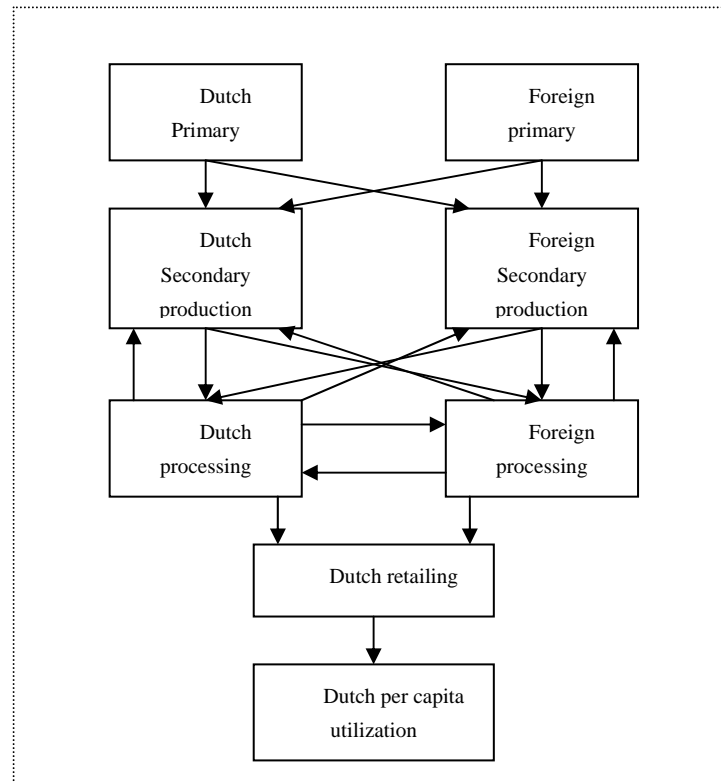 Dutch
Primary
Foreign
primary
Dutch
Secondary
production
Foreign
Secondary
production
Dutch
processing
Foreign
processing
Dutch retailing
Dutch per capita
utilization